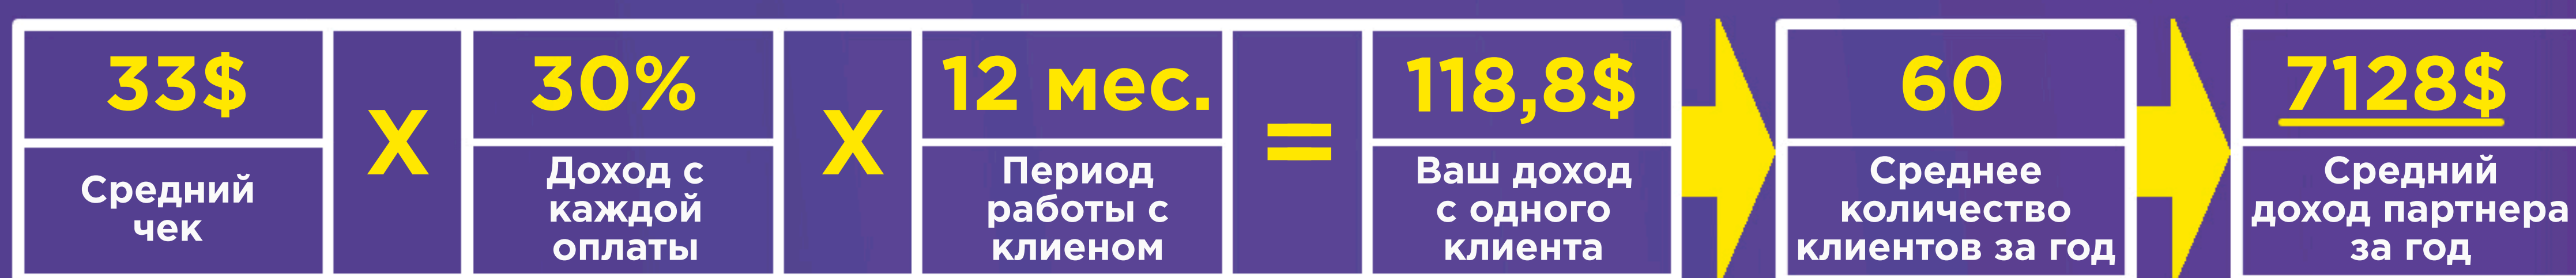 33$
Средний
чек
X
30%
Доход с
каждой
оплаты
X
12 мес.
Период
работы с
клиеном
=
118,8$
Ваш доход
с одного
клиента
60
Среднее
количество
клиентов за год
7128$
Средний
доход партнера
за год